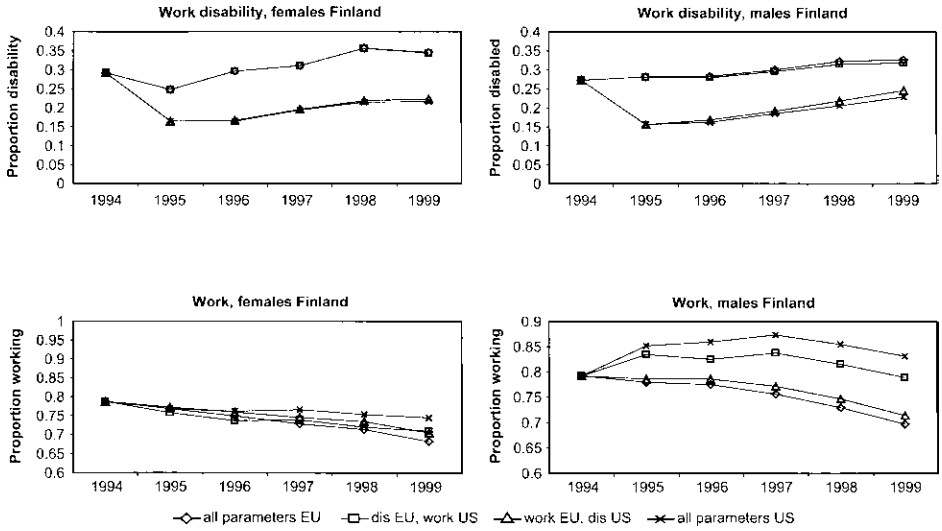 Work disability, females Finland
Proportion disability
0.4
0.35
0.3
0.25
0.2
0.15
0.1
0.05
0
1994 1995 1996 1997 1998 1999
Work disability, males Finland
Proportion disabled
0.4
0.35
0.3
0.25
0.2
0.15
0.1
0.05
0
1994 1995 1996 1997 1998 1999
Work, females Finland
Proportion working
1
0.95
0.9
0.85
0.8
0.75
0.7
0.65
0.6
1994 1995 1996 1997 1998 1999
Work, males Finland
Proportion working
0.9
0.85
0.8
0.75
0.7
0.65
0.6
1994 1995 1996 1997 1998 1999
all parameters EU dis EU, work US work EU, dis US all parameters US